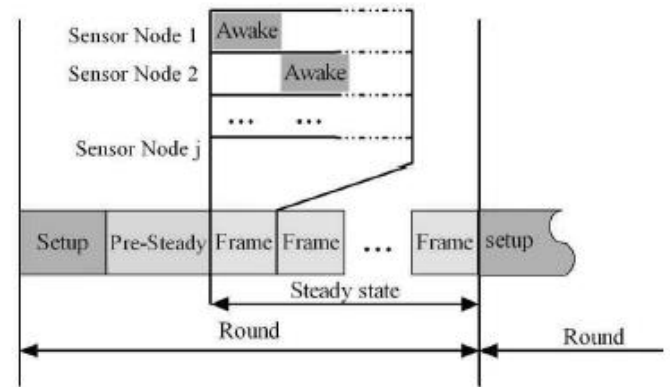 Sensor Node 1 Awake
Sensor Node 2 Awake
... ...
Sensor Node j
Setup Pre-Steady Frame Frame ... Frame setup
Steady state
Round
Round